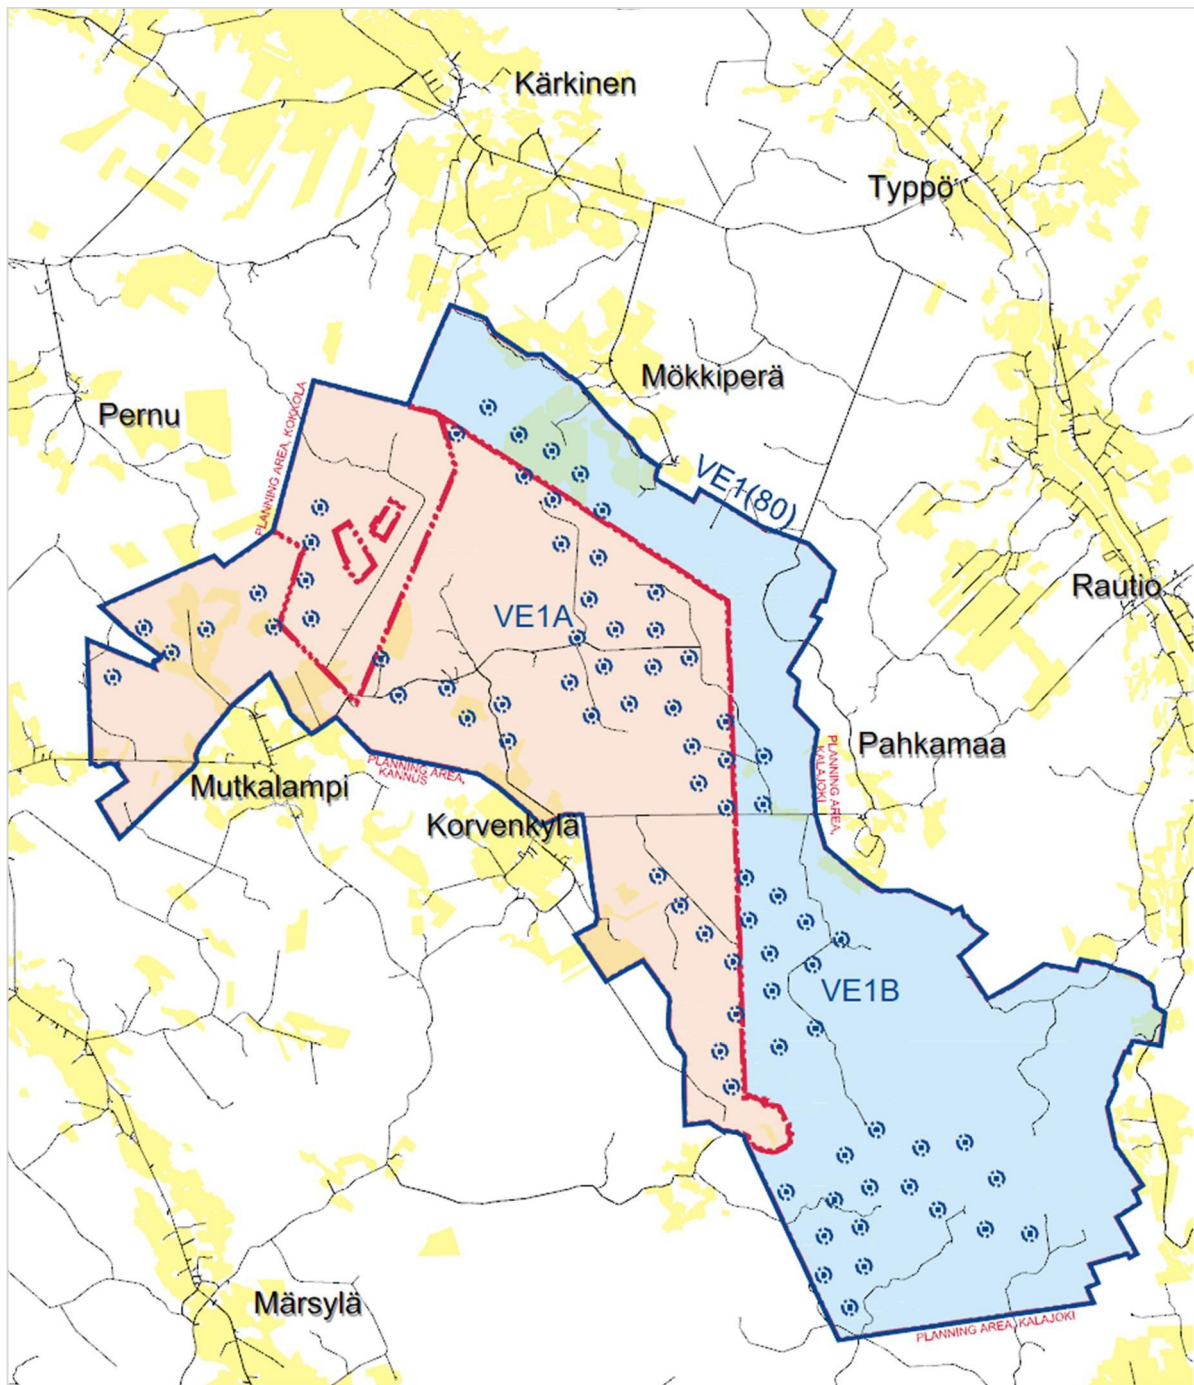 Kärkinen
Typpö
Mökkiperä
Pernu
PLANNING AREA, KOKKOLA
VE1(80)
Rautio
VE1A
Pahkamaa
PLANNING AREA,
KALAJOKI
PLANNING AREA,
KANNUS
Mutkalampi
Korvenkylä
VE1B
Märsylä
PLANNING AREA, KALAJOKI